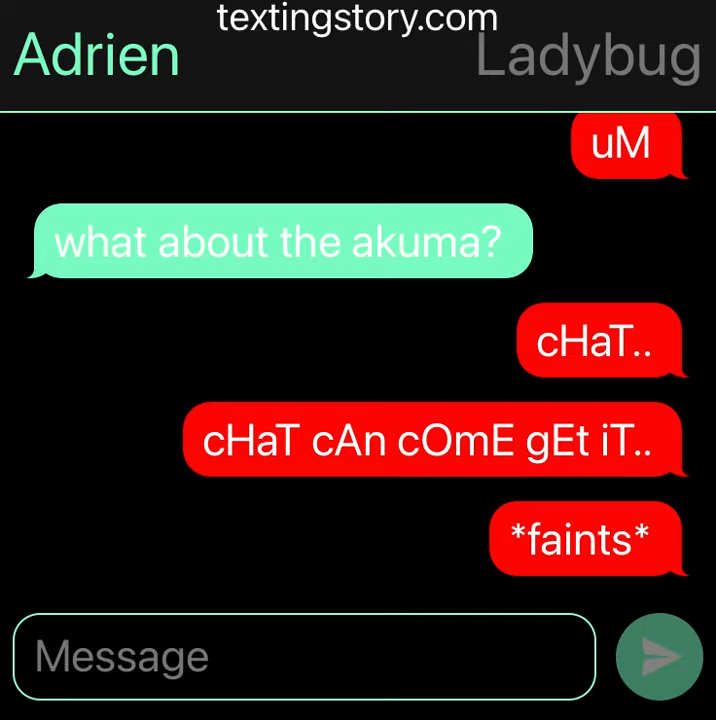 textingstory.com
Adrien
Ladybug
uM
what about the akuma?
cHaT..
cHaT cAn cOmE gEt iT..
*faints*
Message